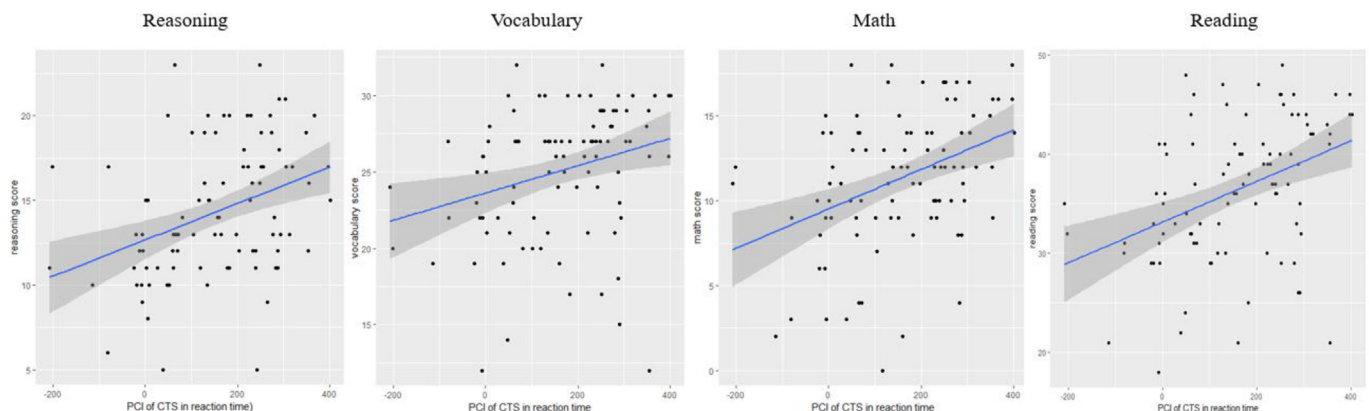 Reasoning
Vocabulary
Math
Reading
reasoning score
20
15
10
5
-200
0
200
400
PCI of CTS in reaction time)
vocabulary score
30
25
20
15
-200
0
200
400
PCI of CTS in reaction time
math score
15
10
5
0
-200
0
200
400
PCI of CTS in reaction time
reading score
50
40
30
20
-200
0
200
400
PCI of CTS in reaction time